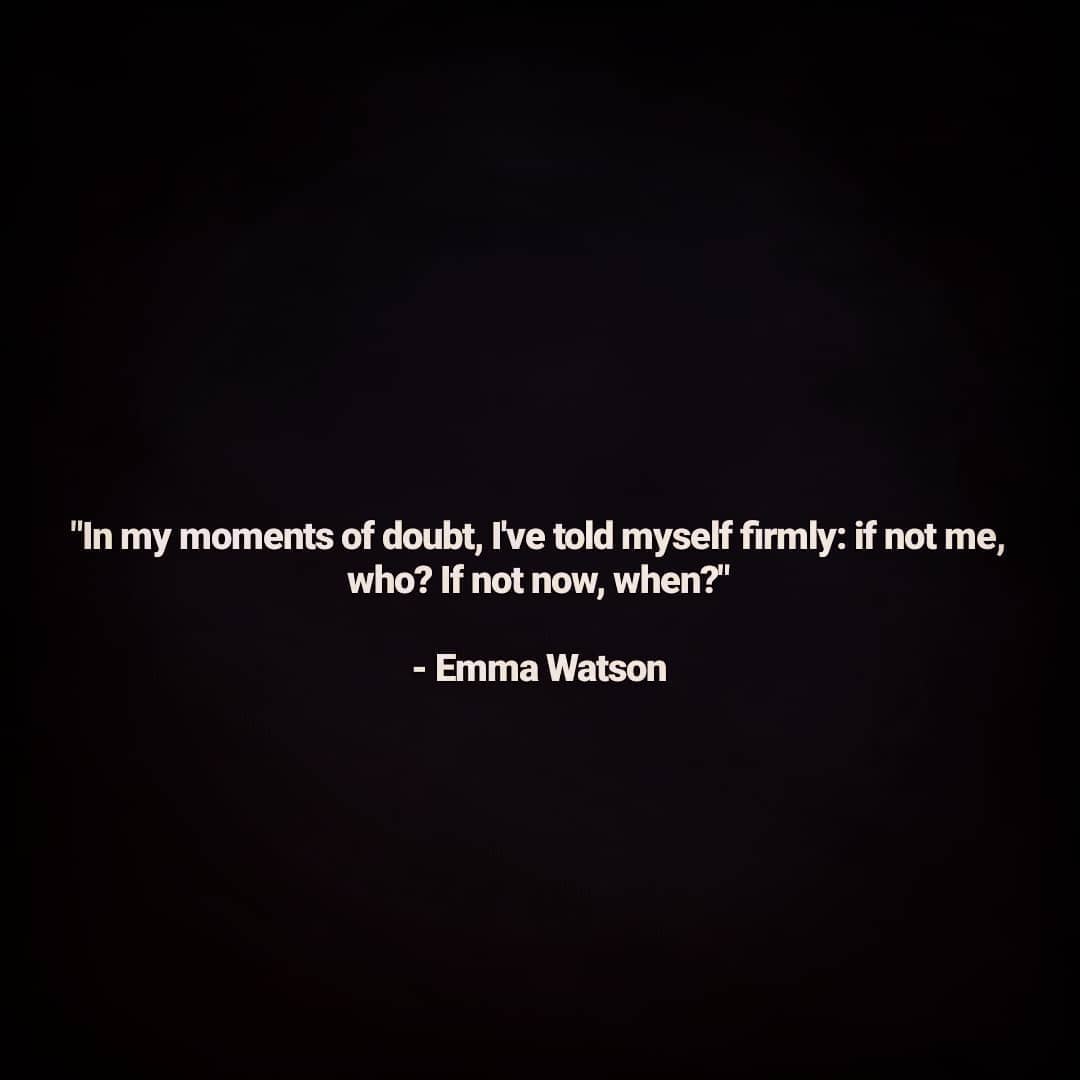 "In my moments of doubt, I've told myself firmly: if not me,
who? If not now, when?"
- Emma Watson